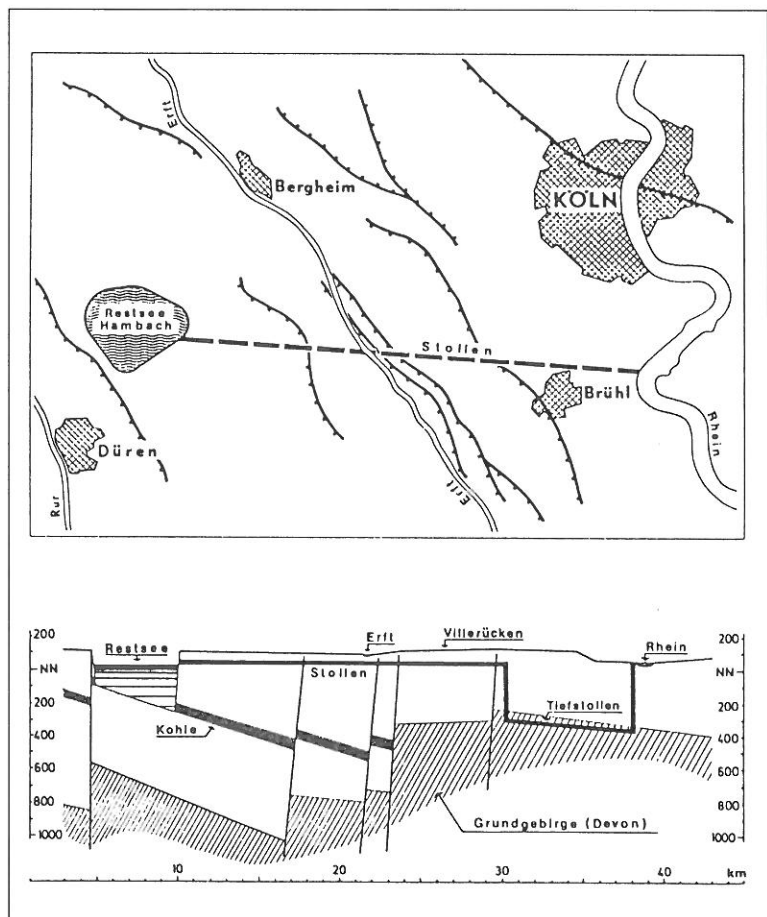 Erft
Bergheim
KÖLN
Restsee
Hambach
Stollen
Brühl
Düren
Rhein
Rur
Erft
200
Restsee
Erft
Villerücken
Rhein
200
NN
Stollen
NN
200
Tiefstollen
200
400
Kohle
400
600
600
800
800
1000
Grundgebirge (Devon)
1000
10
20
30
40
km